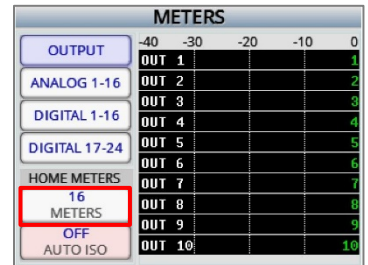 METERS
OUTPUT
ANALOG 1-16
DIGITAL 1-16
DIGITAL 17-24
HOME METERS
16
METERS
OFF
AUTO ISO
-40 -30 -20 -10 0
OUT 1 1
OUT 2 2
OUT 3 3
OUT 4 4
OUT 5 5
OUT 6 6
OUT 7 7
OUT 8 8
OUT 9 9
OUT 10 10